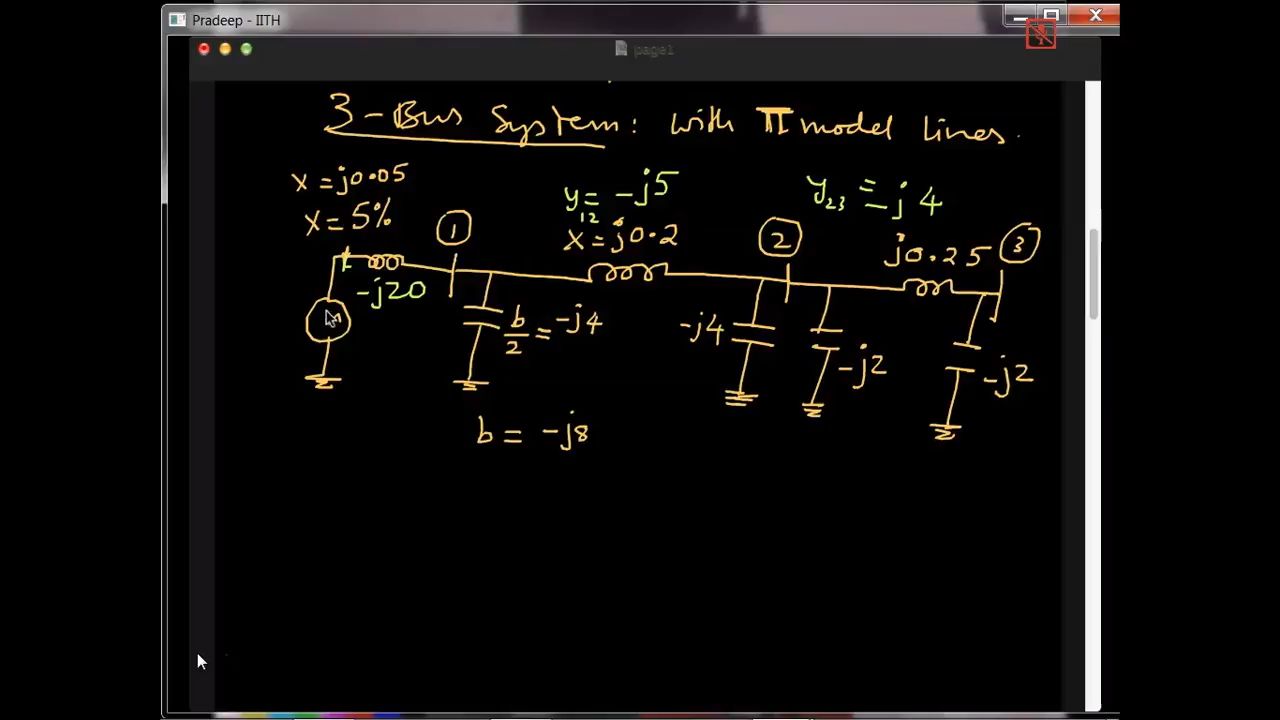 Pradeep - IITH
page1
3-Bus System: with π model lines.
x = j0.05
x = 5%
y₁₂ = -j5
y₂₃ = -j4
x = j0.2
j0.25
1
2
3
-j20
b/2 = -j4
-j4
-j2
-j2
b = -j8